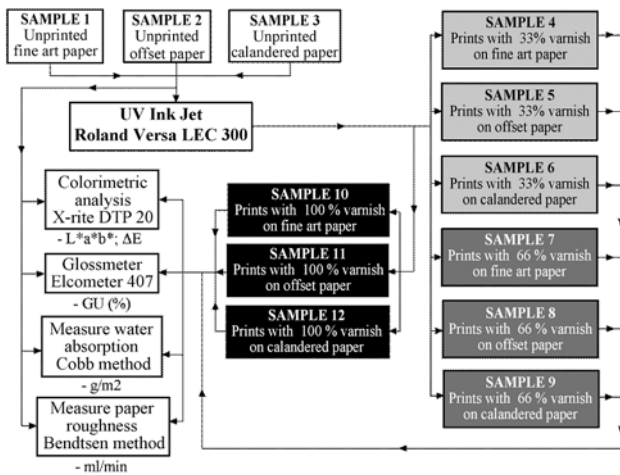 SAMPLE 1
Unprinted
fine art paper
SAMPLE 2
Unprinted
offset paper
SAMPLE 3
Unprinted
calandered paper
UV Ink Jet
Roland Versa LEC 300
Colorimetric
analysis
X-rite DTP 20
- L*a*b*; ΔE
Glossmeter
Elcometer 407
- GU (%)
Measure water
absorption
Cobb method
- g/m2
Measure paper
roughness
Bendtsen method
- ml/min
SAMPLE 10
Prints with 100 % varnish
on fine art paper
SAMPLE 11
Prints with 100 % varnish
on offset paper
SAMPLE 12
Prints with 100 % varnish
on calandered paper
SAMPLE 4
Prints with 33% varnish
on fine art paper
SAMPLE 5
Prints with 33% varnish
on offset paper
SAMPLE 6
Prints with 33% varnish
on calandered paper
SAMPLE 7
Prints with 66 % varnish
on fine art paper
SAMPLE 8
Prints with 66 % varnish
on offset paper
SAMPLE 9
Prints with 66 % varnish
on calandered paper